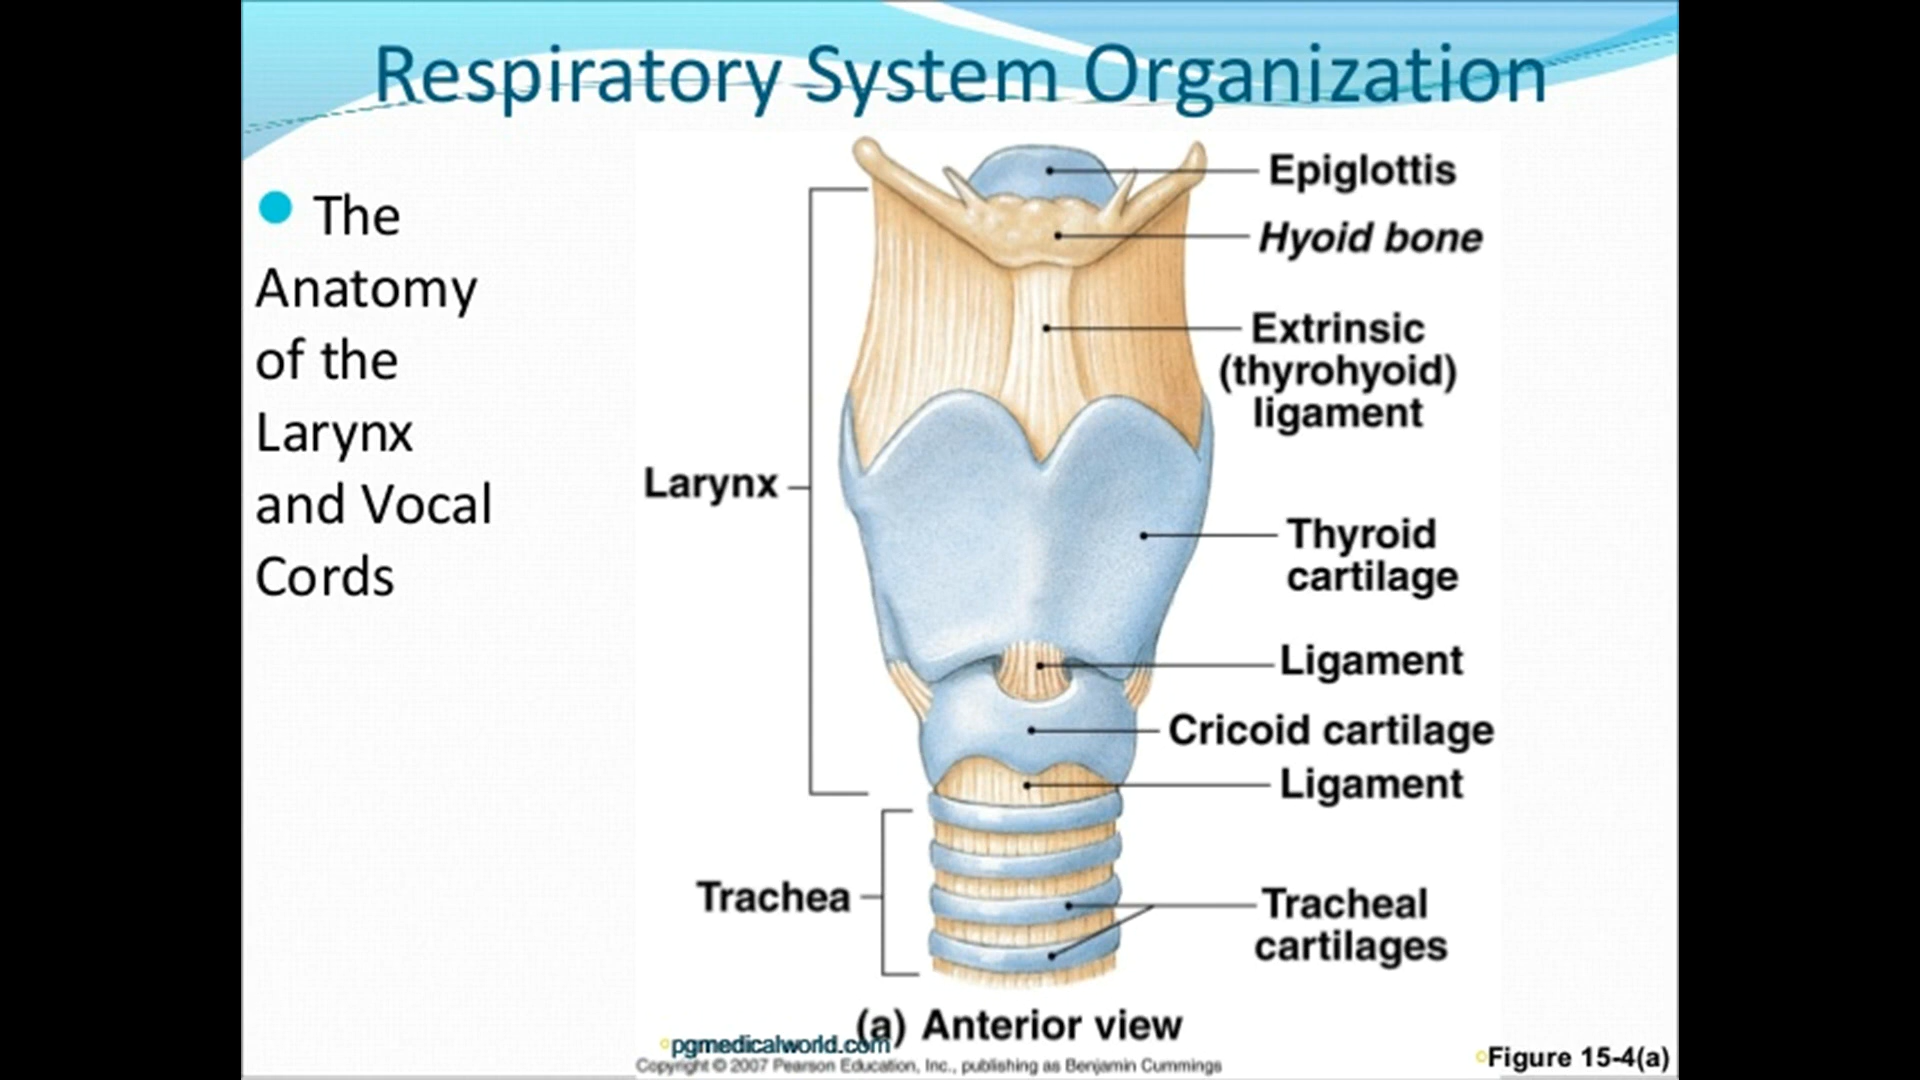 Respiratory System Organization
The
Anatomy
of the
Larynx
and Vocal
Cords
Epiglottis
Hyoid bone
Extrinsic
(thyrohyoid)
ligament
Larynx
Thyroid
cartilage
Ligament
Cricoid cartilage
Ligament
Trachea
Tracheal
cartilages
(a) Anterior view
pgmedicalworld.com
Copyright © 2007 Pearson Education, Inc., publishing as Benjamin Cummings
Figure 15-4(a)